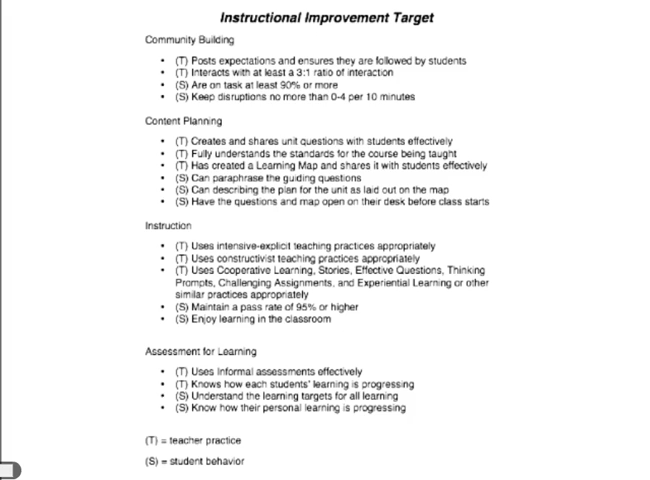 Instructional Improvement Target
Community Building
• (T) Posts expectations and ensures they are followed by students
• (T) Interacts with at least a 3:1 ratio of interaction
• (S) Are on task at least 90% or more
• (S) Keep disruptions no more than 0-4 per 10 minutes
Content Planning
• (T) Creates and shares unit questions with students effectively
• (T) Fully understands the standards for the course being taught
• (T) Has created a Learning Map and shares it with students effectively
• (S) Can paraphrase the guiding questions
• (S) Can describing the plan for the unit as laid out on the map
• (S) Have the questions and map open on their desk before class starts
Instruction
• (T) Uses intensive-explicit teaching practices appropriately
• (T) Uses constructivist teaching practices appropriately
• (T) Uses Cooperative Learning, Stories, Effective Questions, Thinking
Prompts, Challenging Assignments, and Experiential Learning or other
similar practices appropriately
• (S) Maintain a pass rate of 95% or higher
• (S) Enjoy learning in the classroom
Assessment for Learning
• (T) Uses Informal assessments effectively
• (T) Knows how each students' learning is progressing
• (S) Understand the learning targets for all learning
• (S) Know how their personal learning is progressing
(T) = teacher practice
(S) = student behavior